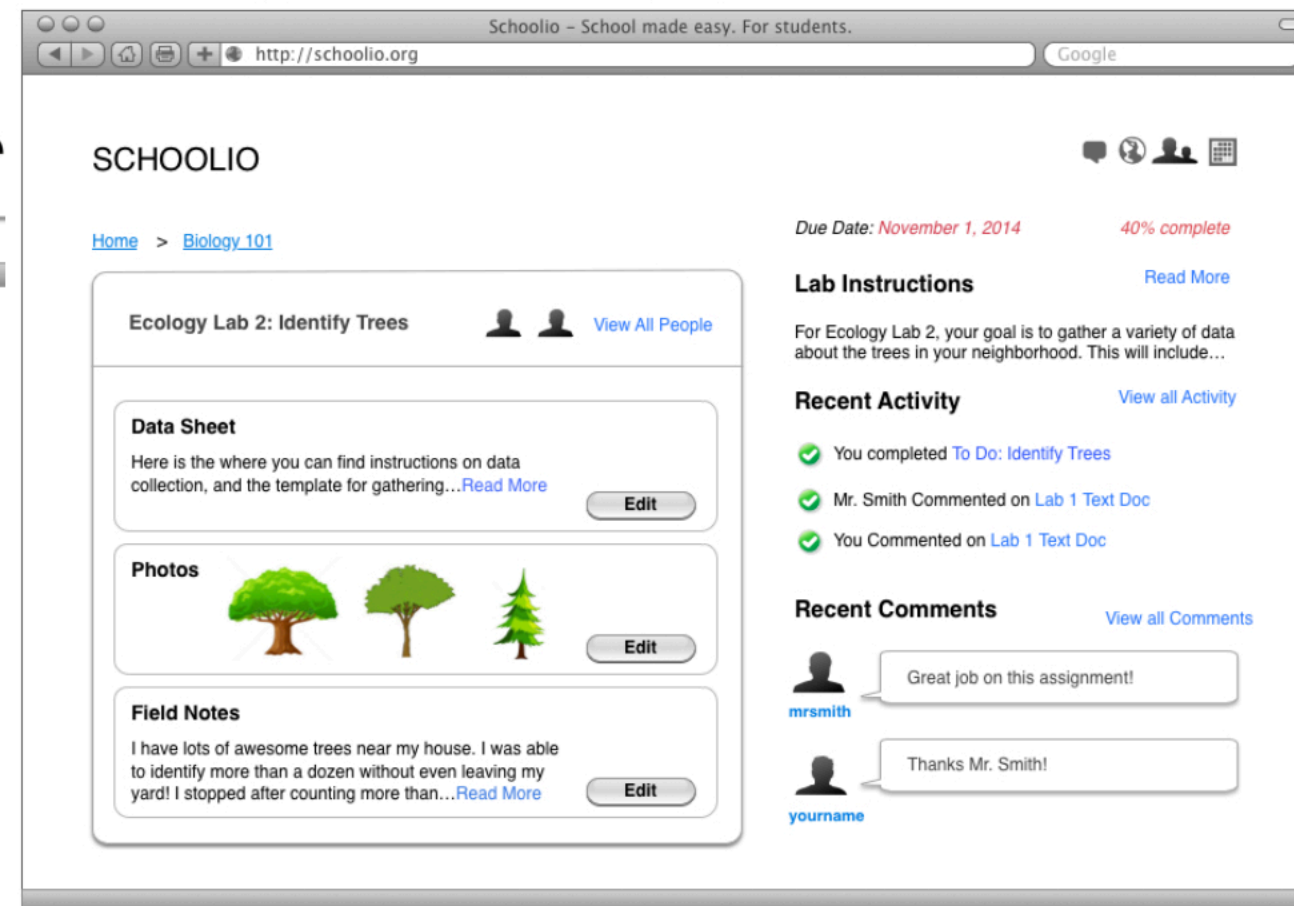 Schoolio – School made easy. For students.
http://schoolio.org
Google
SCHOOLIO
Home > Biology 101
Ecology Lab 2: Identify Trees
View All People
Data Sheet
Here is the where you can find instructions on data
collection, and the template for gathering...Read More
Edit
Photos
Edit
Field Notes
I have lots of awesome trees near my house. I was able
to identify more than a dozen without even leaving my
yard! I stopped after counting more than...Read More
Edit
Due Date: November 1, 2014
40% complete
Lab Instructions
Read More
For Ecology Lab 2, your goal is to gather a variety of data
about the trees in your neighborhood. This will include...
Recent Activity
View all Activity
You completed To Do: Identify Trees
Mr. Smith Commented on Lab 1 Text Doc
You Commented on Lab 1 Text Doc
Recent Comments
View all Comments
Great job on this assignment!
mrsmith
Thanks Mr. Smith!
yourname